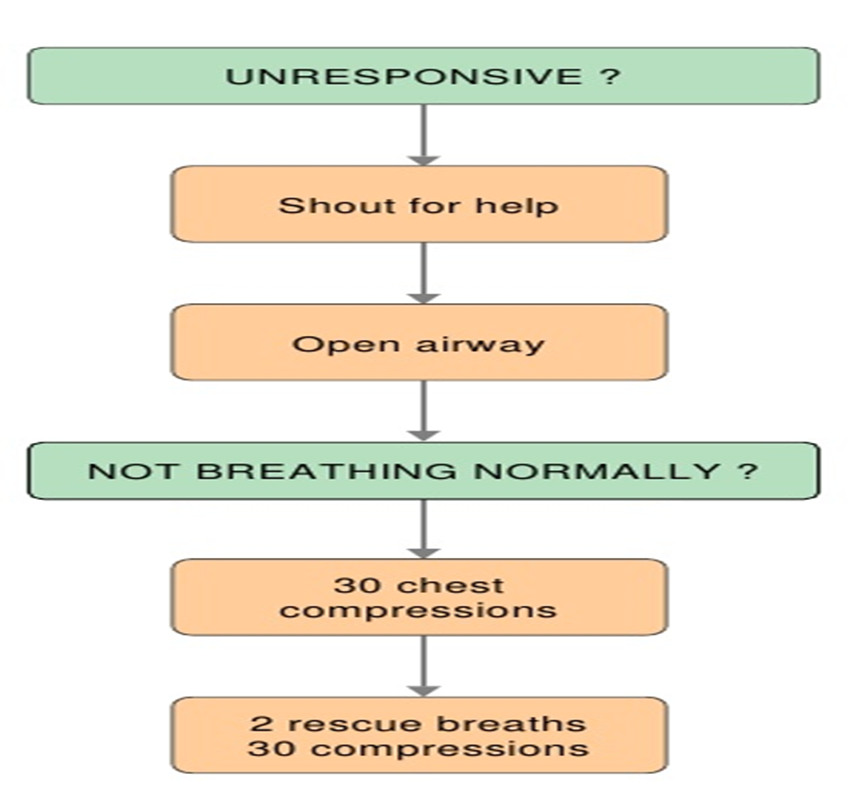 UNRESPONSIVE ?
Shout for help
Open airway
NOT BREATHING NORMALLY ?
30 chest
compressions
2 rescue breaths
30 compressions